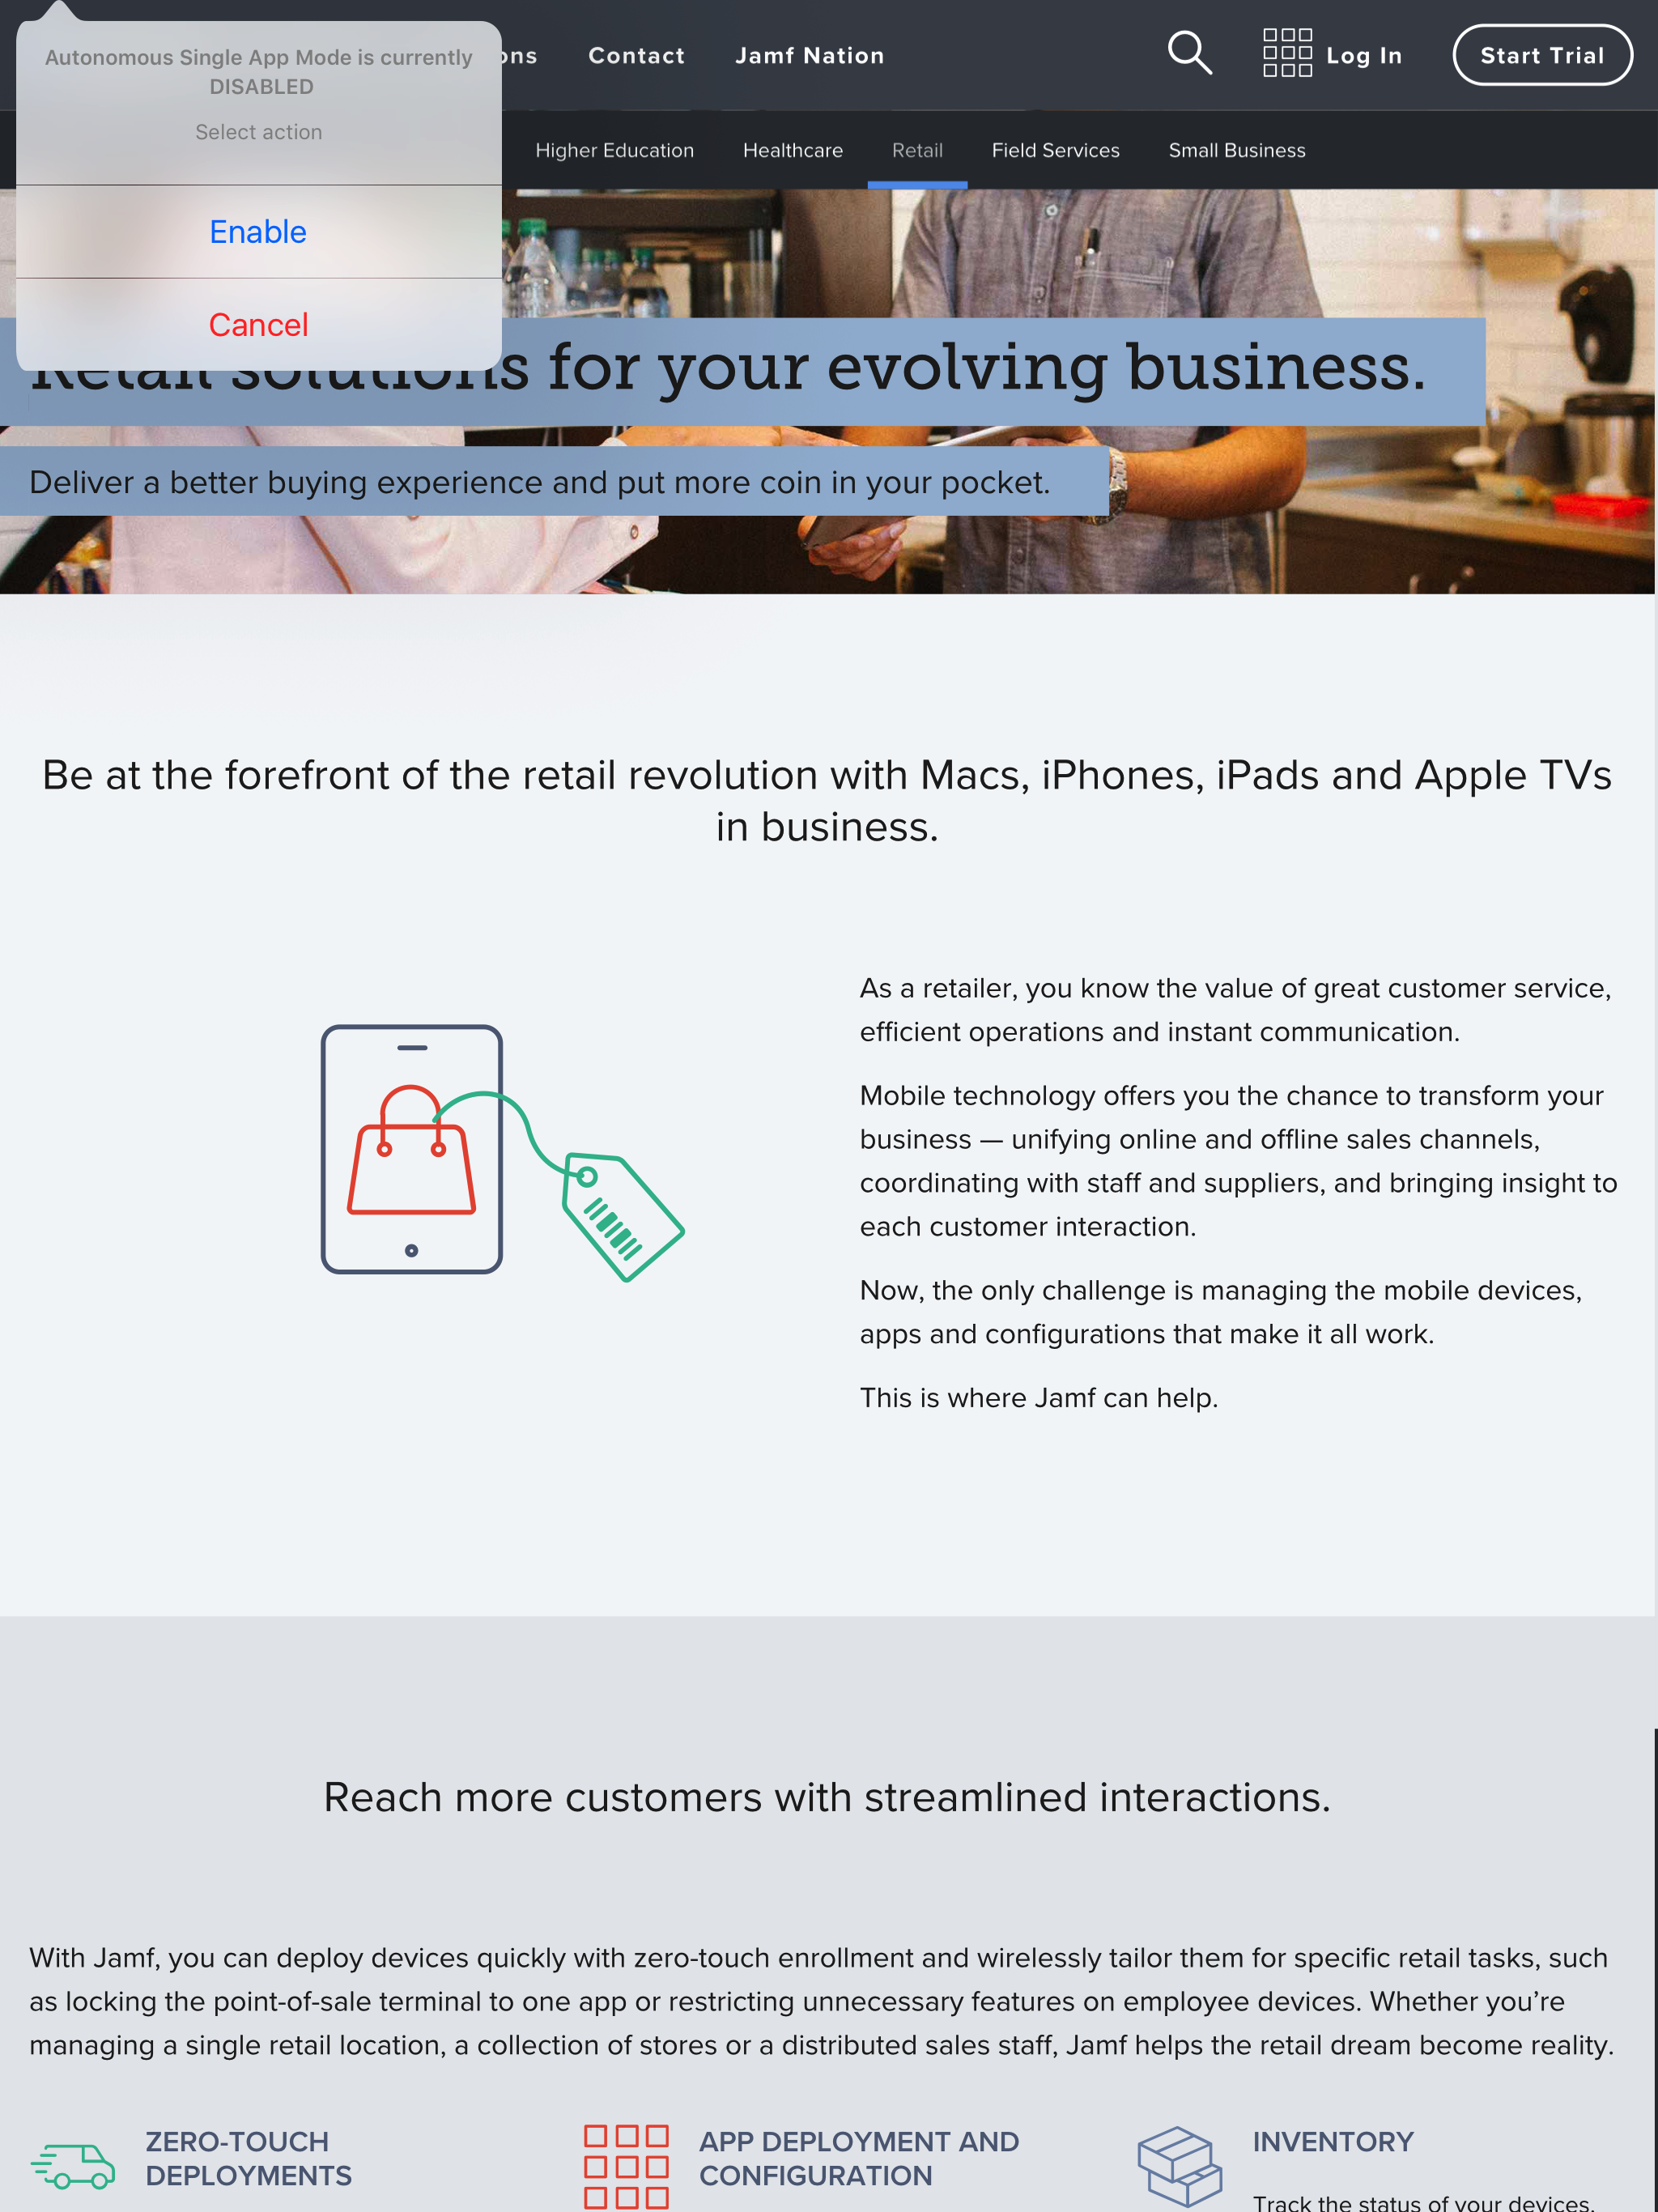 Autonomous Single App Mode is currently
DISABLED
Select action
Enable
Cancel
Contact
Jamf Nation
Log In
Start Trial
Higher Education
Healthcare
Retail
Field Services
Small Business
Retail solutions for your evolving business.
Deliver a better buying experience and put more coin in your pocket.
Be at the forefront of the retail revolution with Macs, iPhones, iPads and Apple TVs
in business.
As a retailer, you know the value of great customer service,
efficient operations and instant communication.
Mobile technology offers you the chance to transform your
business — unifying online and offline sales channels,
coordinating with staff and suppliers, and bringing insight to
each customer interaction.
Now, the only challenge is managing the mobile devices,
apps and configurations that make it all work.
This is where Jamf can help.
Reach more customers with streamlined interactions.
With Jamf, you can deploy devices quickly with zero-touch enrollment and wirelessly tailor them for specific retail tasks, such
as locking the point-of-sale terminal to one app or restricting unnecessary features on employee devices. Whether you’re
managing a single retail location, a collection of stores or a distributed sales staff, Jamf helps the retail dream become reality.
ZERO-TOUCH
DEPLOYMENTS
APP DEPLOYMENT AND
CONFIGURATION
INVENTORY
Track the status of your devices.